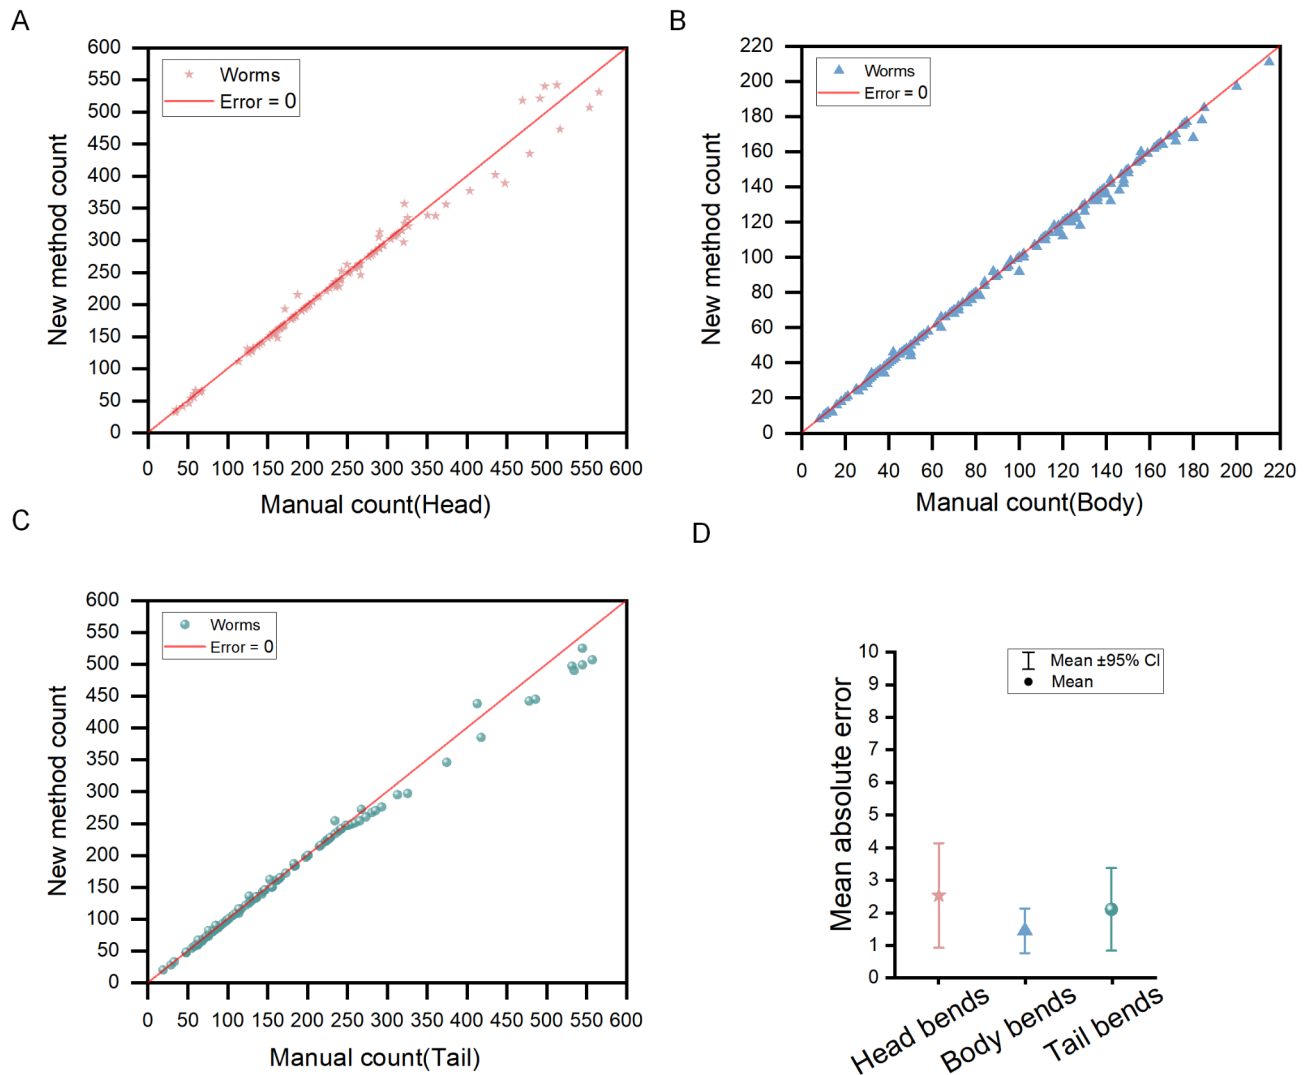 A
600
550
500
450
400
350
300
250
200
150
100
50
0
New method count
Worms
Error = 0
0 50 100 150 200 250 300 350 400 450 500 550 600
Manual count(Head)
B
220
200
180
160
140
120
100
80
60
40
20
0
New method count
Worms
Error = 0
0 20 40 60 80 100 120 140 160 180 200 220
Manual count(Body)
C
600
550
500
450
400
350
300
250
200
150
100
50
0
New method count
Worms
Error = 0
0 50 100 150 200 250 300 350 400 450 500 550 600
Manual count(Tail)
D
10
9
8
7
6
5
4
3
2
1
0
Mean absolute error
Mean ±95% CI
Mean
Head bends
Body bends
Tail bends